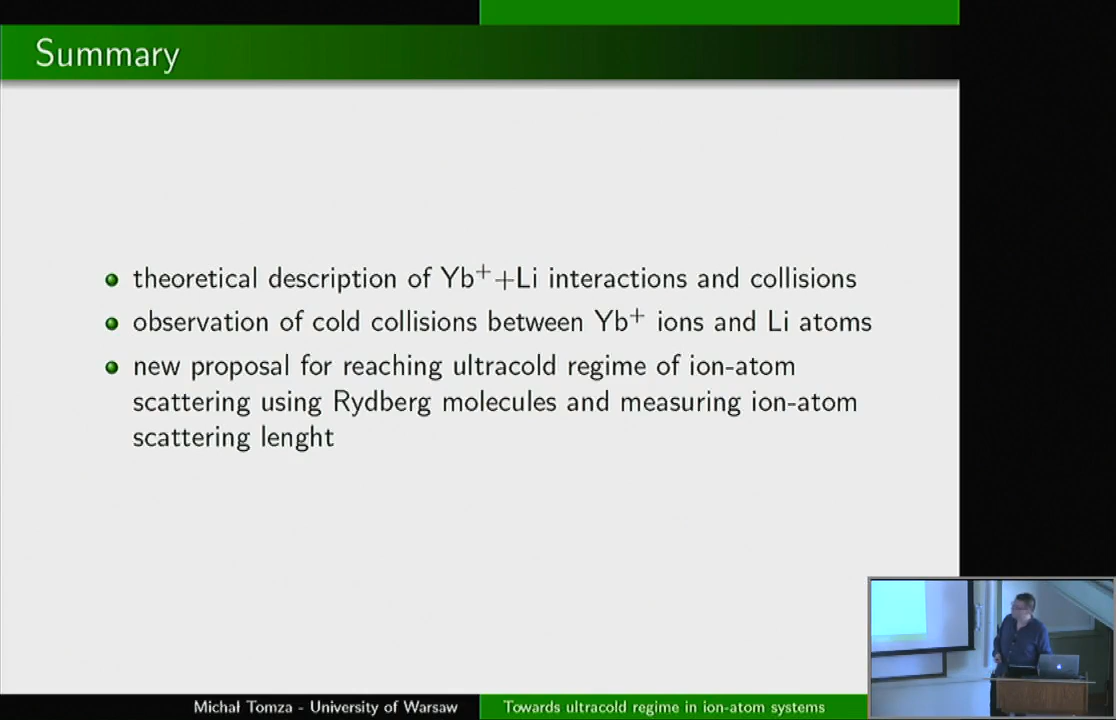 Summary
theoretical description of Yb⁺+Li interactions and collisions
observation of cold collisions between Yb⁺ ions and Li atoms
new proposal for reaching ultracold regime of ion-atom
scattering using Rydberg molecules and measuring ion-atom
scattering lenght
Michał Tomza - University of Warsaw
Towards ultracold regime in ion-atom systems